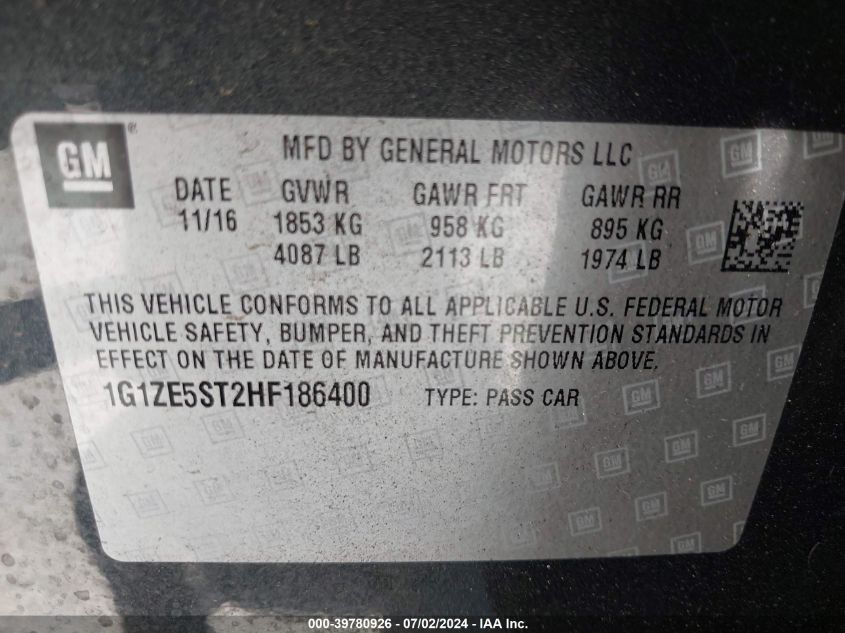 GM ®
MFD BY GENERAL MOTORS LLC
DATE GVWR GAWR FRT GAWR RR
11/16 1853 KG 958 KG 895 KG
4087 LB 2113 LB 1974 LB
THIS VEHICLE CONFORMS TO ALL APPLICABLE U.S. FEDERAL MOTOR
VEHICLE SAFETY, BUMPER, AND THEFT PREVENTION STANDARDS IN
EFFECT ON THE DATE OF MANUFACTURE SHOWN ABOVE.
1G1ZE5ST2HF186400 TYPE: PASS CAR
000-39780926 - 07/02/2024 - WWW.IAAI.COM